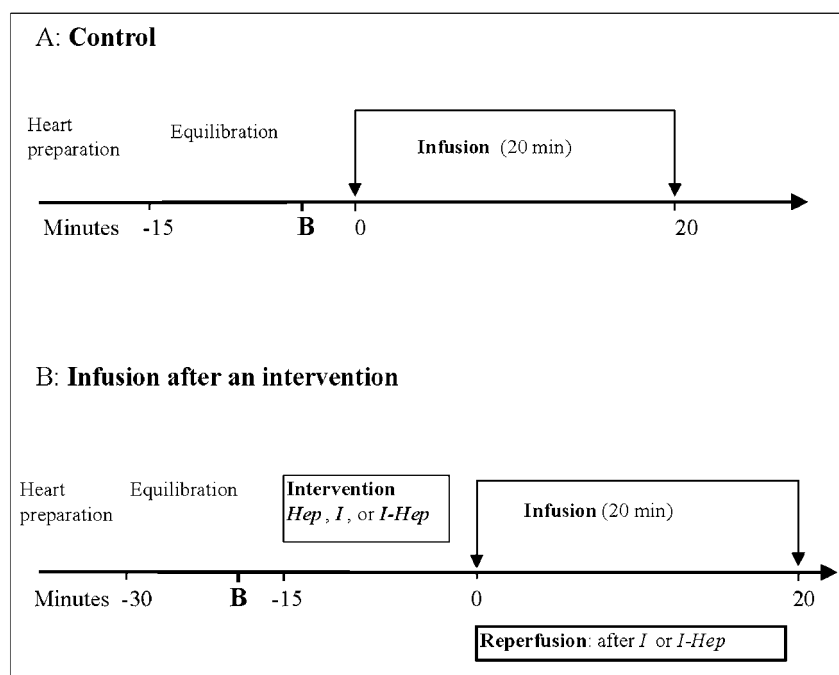 A: Control
Heart
preparation
Equilibration
Infusion (20 min)
Minutes -15 B 0 20
B: Infusion after an intervention
Heart
preparation
Equilibration
Intervention
Hep, I, or I-Hep
Infusion (20 min)
Minutes -30 B -15 0 20
Reperfusion: after I or I-Hep